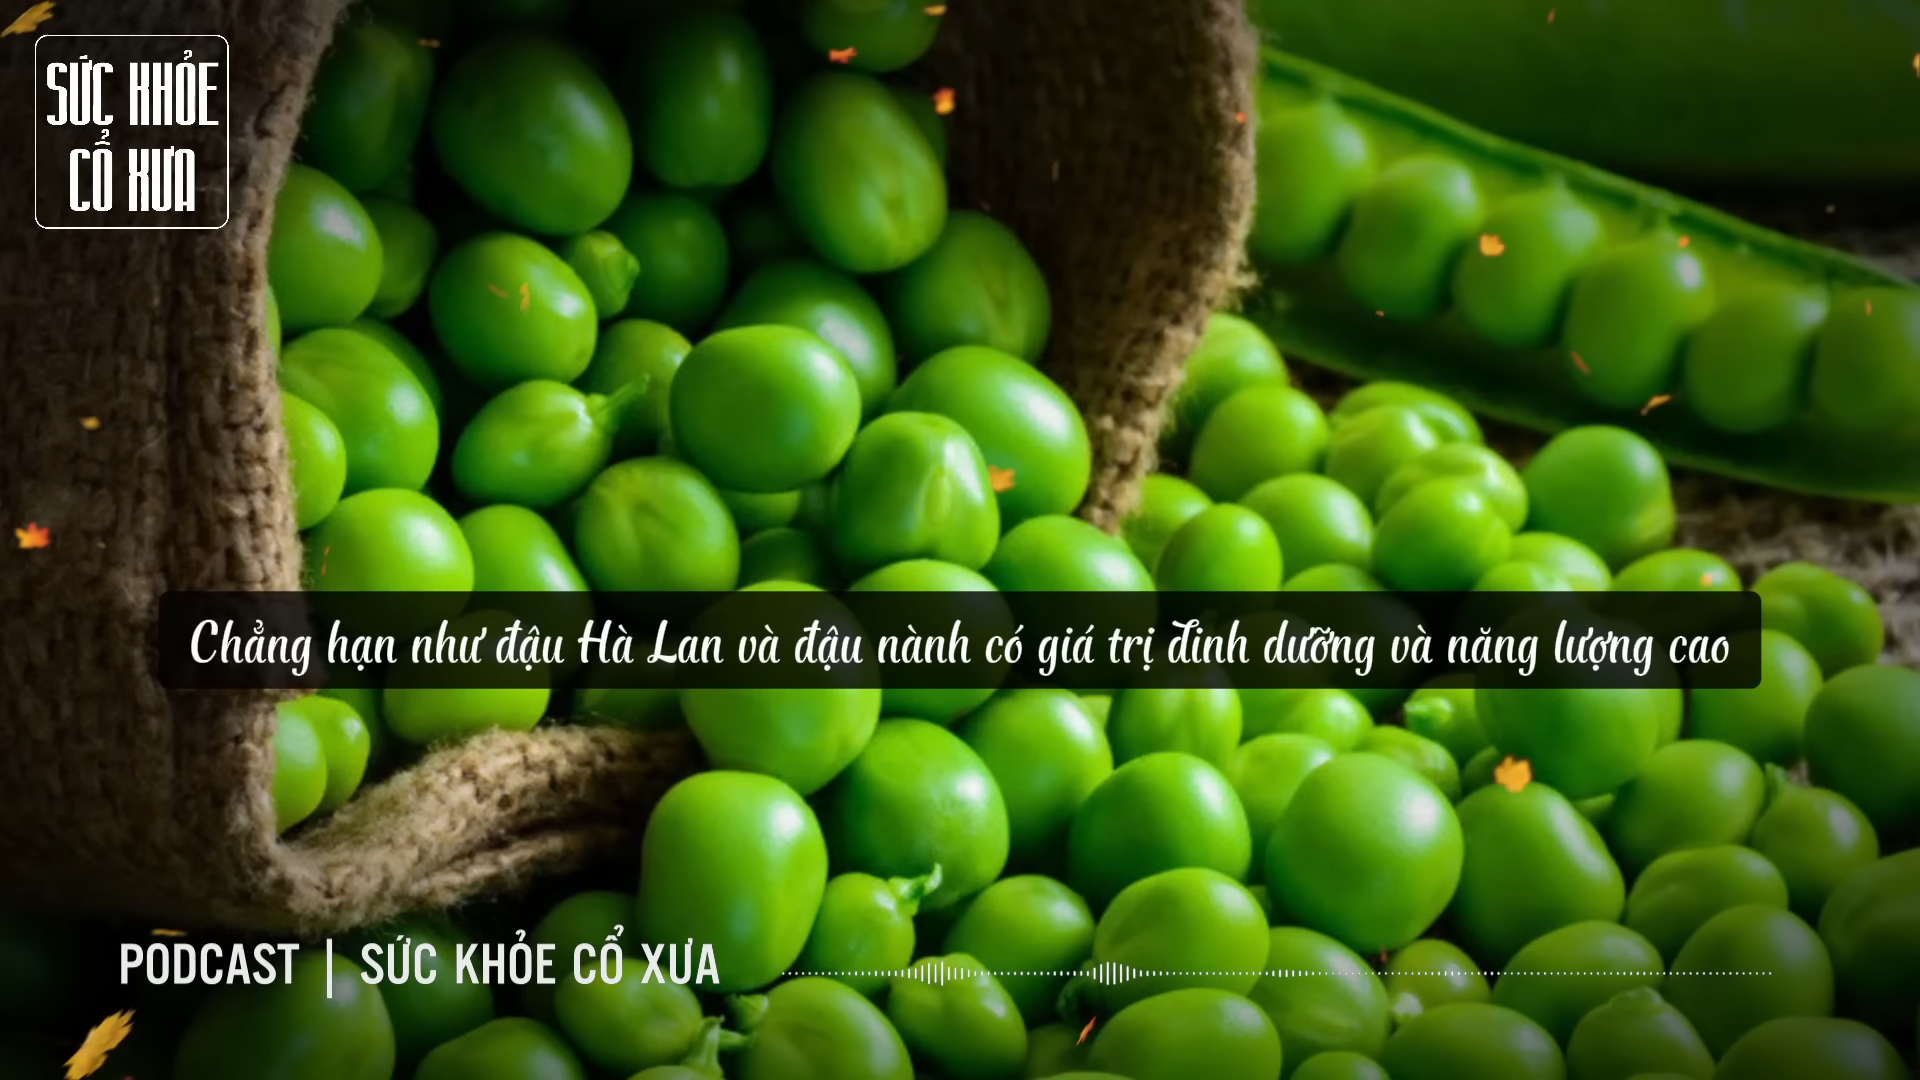 SỨC KHỎE
CỔ XƯA
Chẳng hạn như đậu Hà Lan và đậu nành có giá trị đinh dưỡng và năng lượng cao
PODCAST | SỨC KHỎE CỔ XƯA